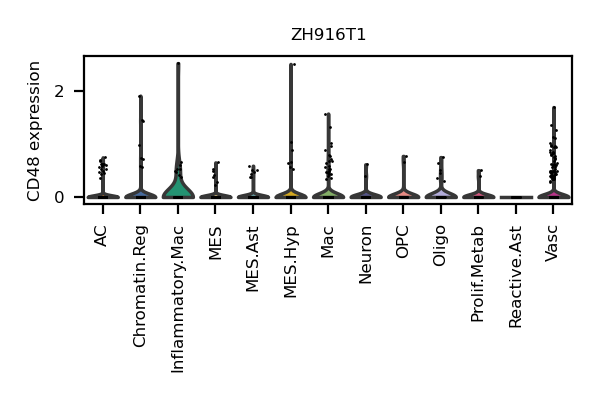 ZH916T1
CD48 expression
2
0
AC
Chromatin.Reg
Inflammatory.Mac
MES
MES.Ast
MES.Hyp
Mac
Neuron
OPC
Oligo
Prolif.Metab
Reactive.Ast
Vasc